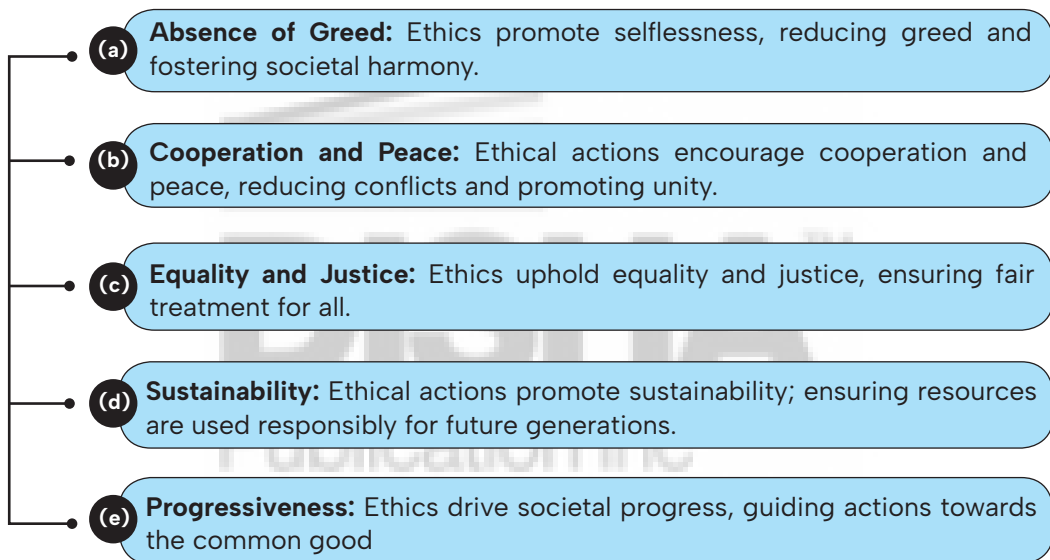 (a) Absence of Greed: Ethics promote selflessness, reducing greed and
fostering societal harmony.
(b) Cooperation and Peace: Ethical actions encourage cooperation and
peace, reducing conflicts and promoting unity.
(c) Equality and Justice: Ethics uphold equality and justice, ensuring fair
treatment for all.
(d) Sustainability: Ethical actions promote sustainability; ensuring resources
are used responsibly for future generations.
(e) Progressiveness: Ethics drive societal progress, guiding actions towards
the common good